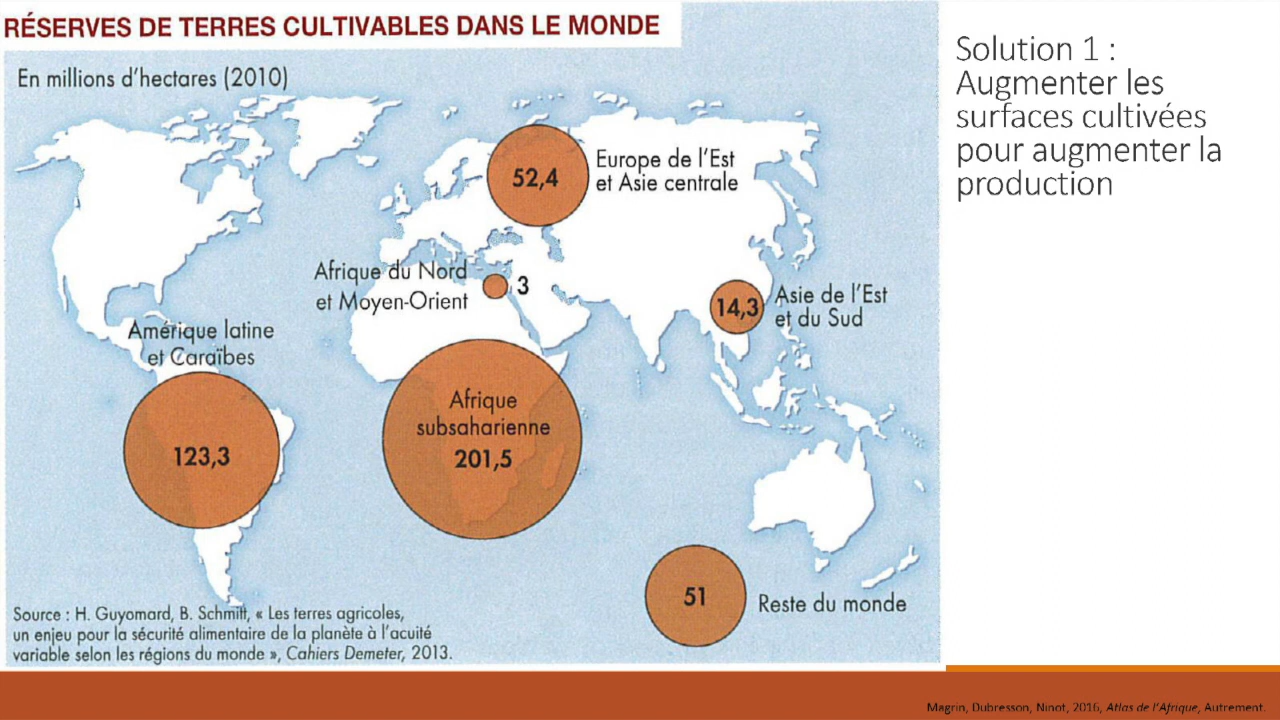 RÉSERVES DE TERRES CULTIVABLES DANS LE MONDE
En millions d'hectares (2010)
52,4
Europe de l'Est
et Asie centrale
Afrique du Nord
et Moyen-Orient
3
14,3
Asie de l'Est
et du Sud
Amérique latine
et Caraïbes
123,3
Afrique
subsaharienne
201,5
51
Reste du monde
Source : H. Guyomard, B. Schmitt, « Les terres agricoles,
un enjeu pour la sécurité alimentaire de la planète à l'acuité
variable selon les régions du monde », Cahiers Demeter, 2013.
Solution 1 :
Augmenter les
surfaces cultivées
pour augmenter la
production
Magrin, Dubresson, Ninot, 2016, Atlas de l'Afrique, Autrement.